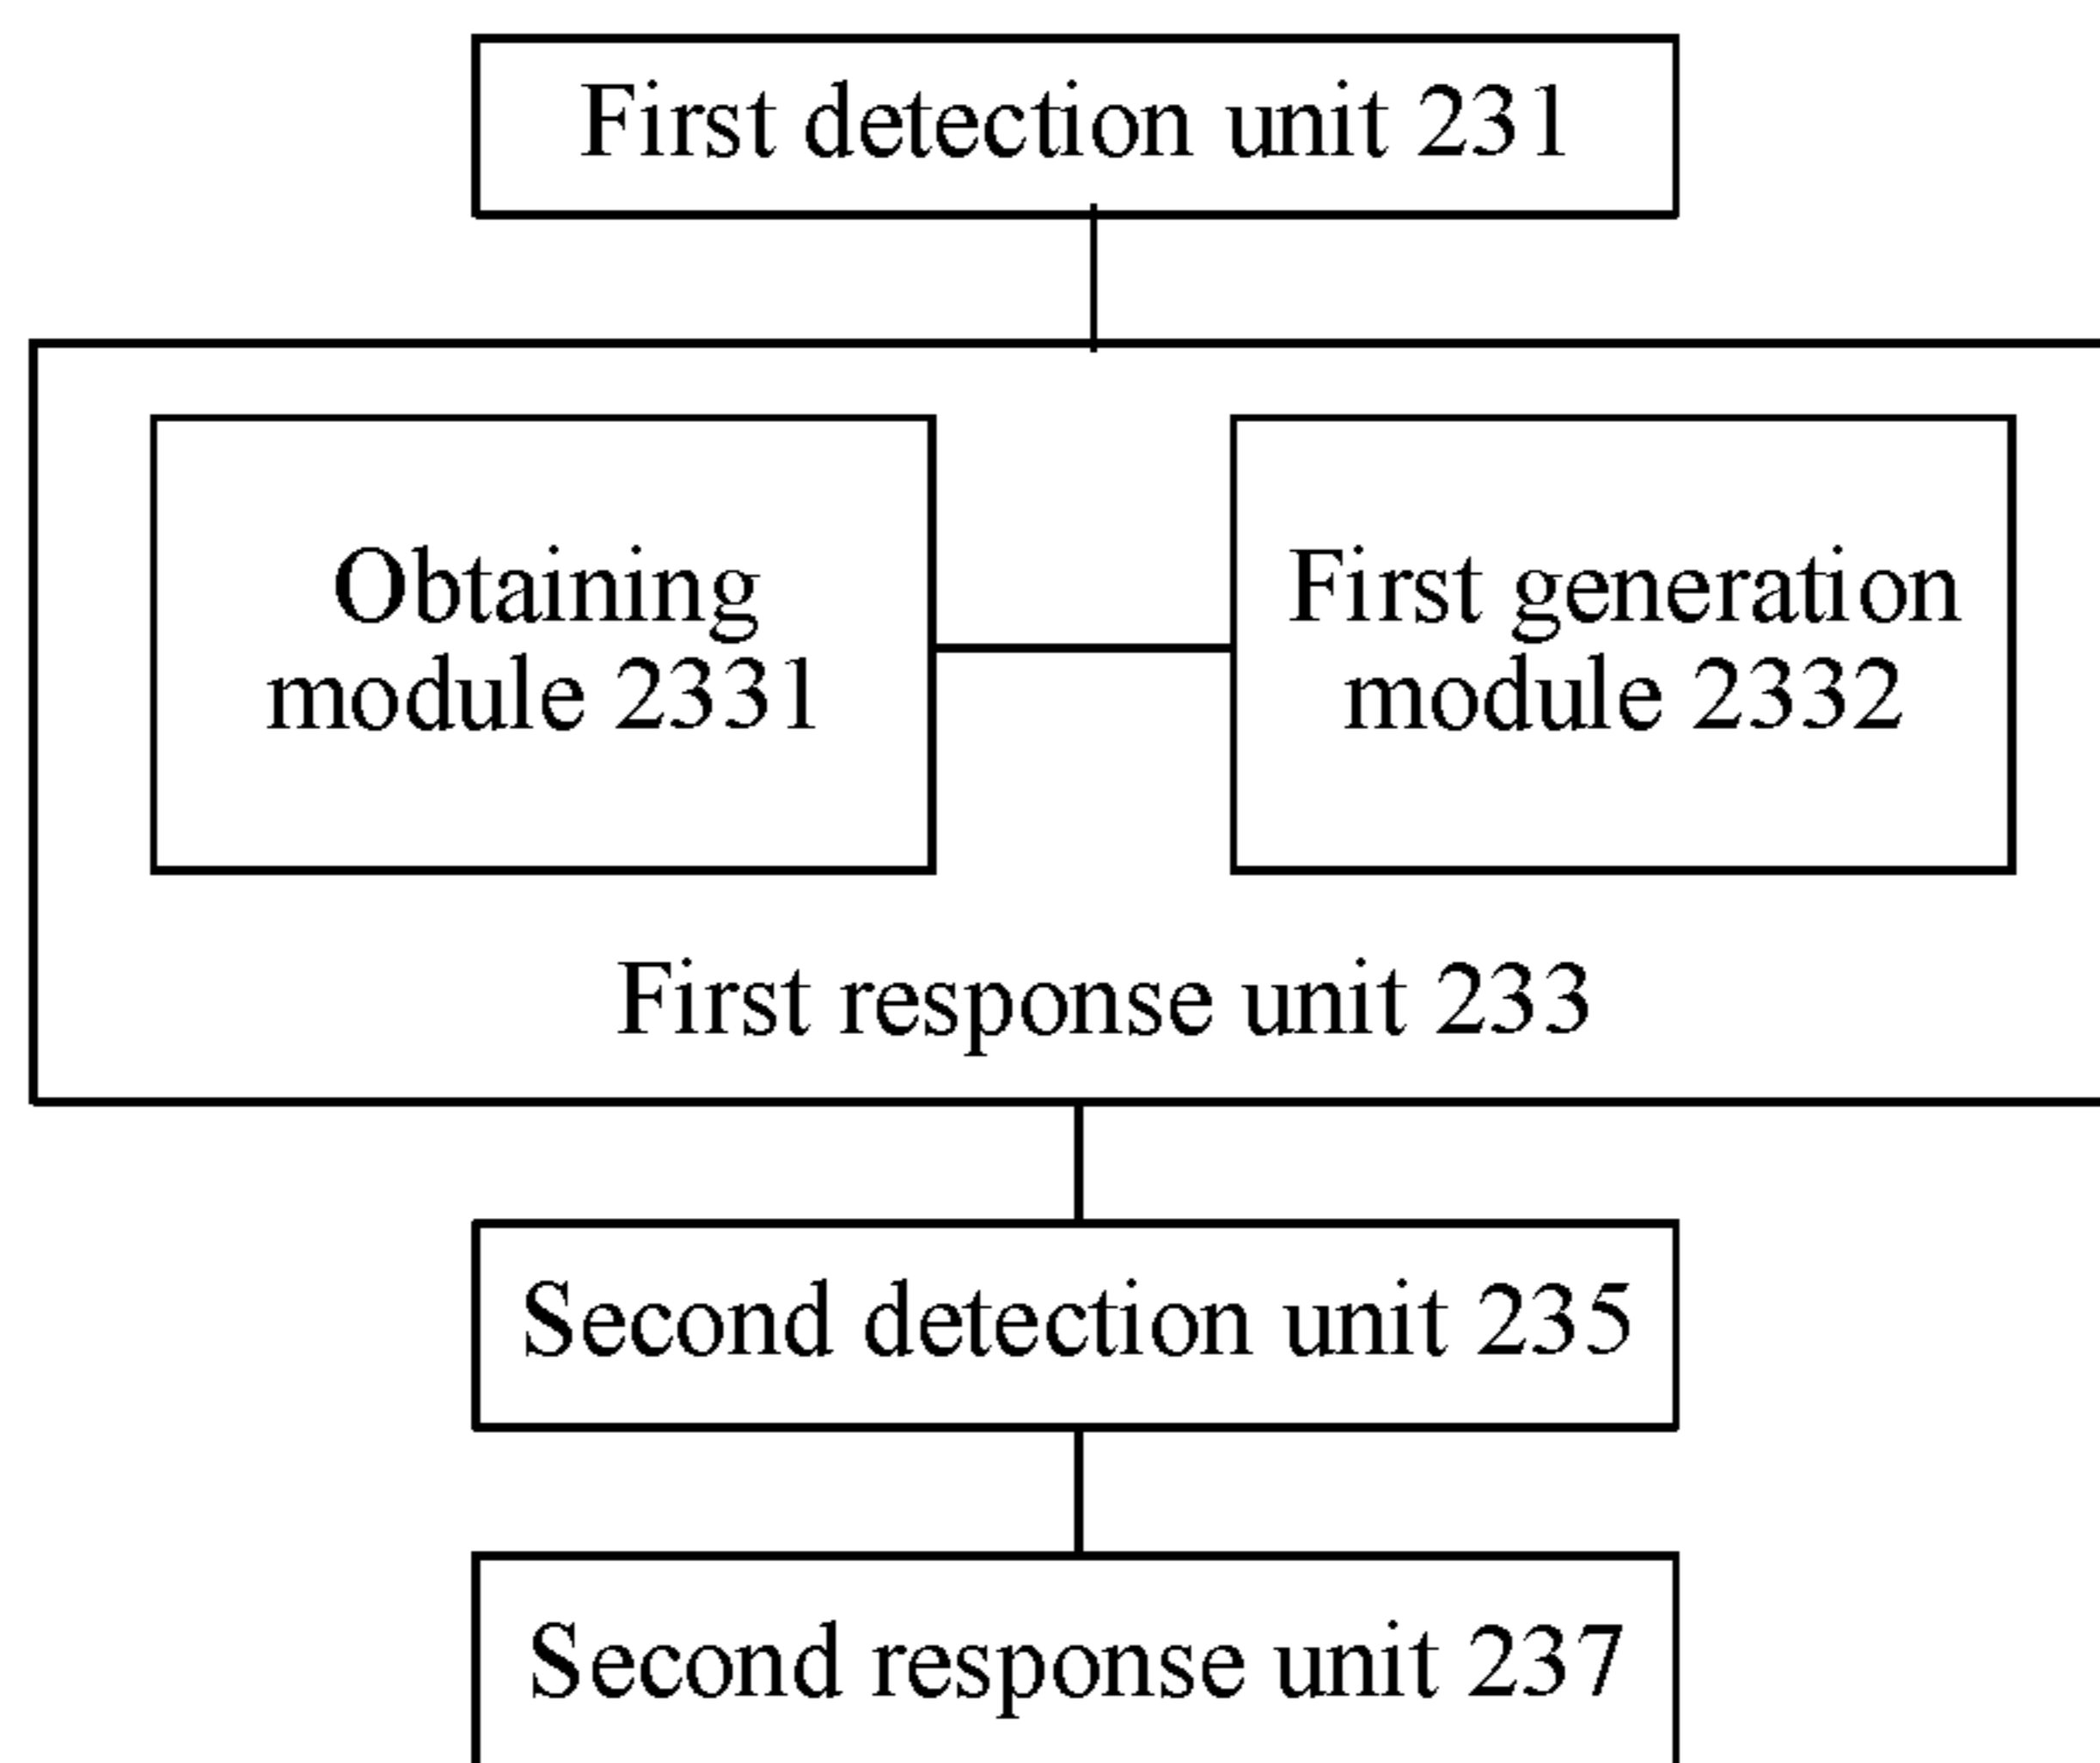 First detection unit 231
Obtaining
module 2331
First generation
module 2332
First response unit 233
Second detection unit 235
Second response unit 237